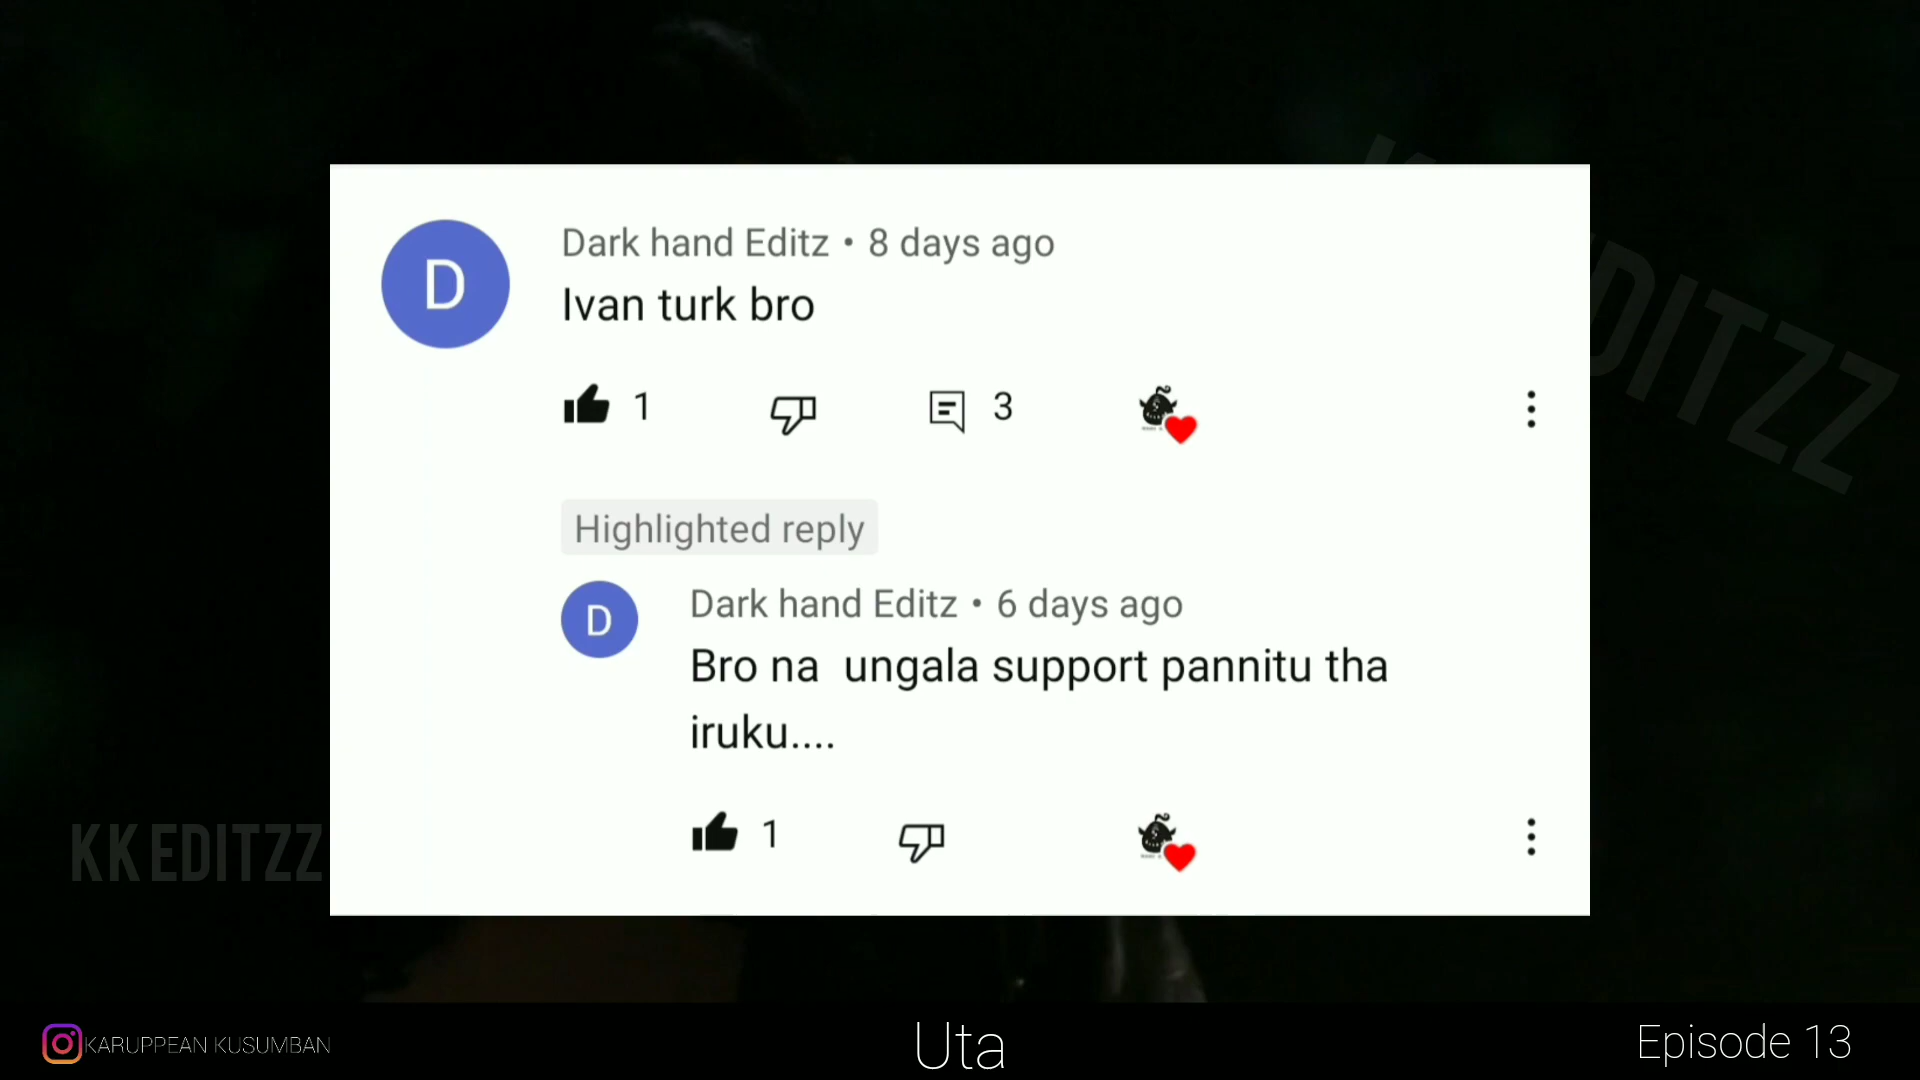 D
Dark hand Editz • 8 days ago
Ivan turk bro
1
3
Highlighted reply
D
Dark hand Editz • 6 days ago
Bro na  ungala support pannitu tha
iruku....
1
KK EDITZZ
KARUPPEAN KUSUMBAN
Uta
Episode 13